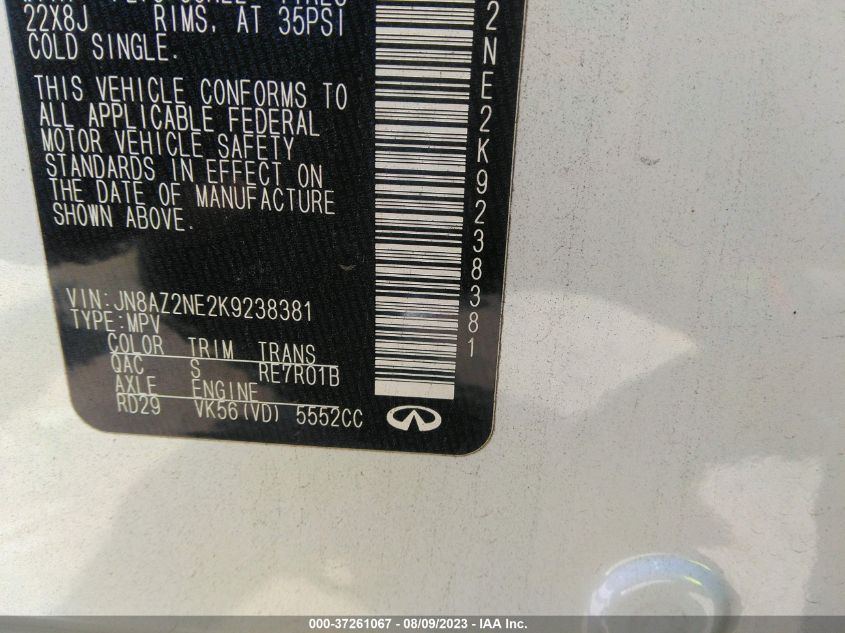 22X8J RIMS, AT 35PSI
COLD SINGLE.
THIS VEHICLE CONFORMS TO
ALL APPLICABLE FEDERAL
MOTOR VEHICLE SAFETY
STANDARDS IN EFFECT ON
THE DATE OF MANUFACTURE
SHOWN ABOVE.
VIN:JN8AZ2NE2K9238381
TYPE:MPV
COLOR TRIM TRANS
QAC S RE7R01B
AXLE ENGINE
RD29 VK56(VD) 5552CC
2NE2K9238381
000-37261067 - 08/09/2023 - IAA Inc.